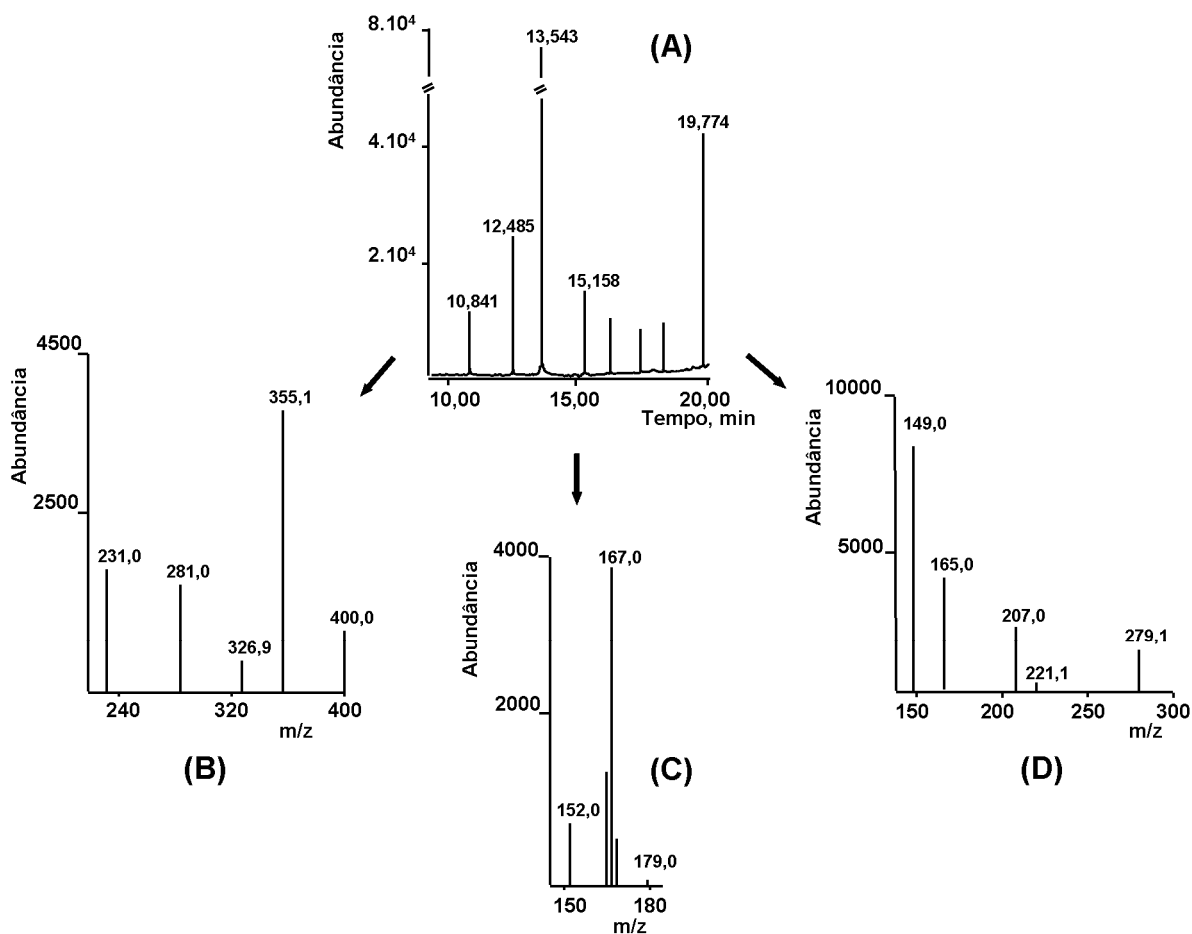 (A)
Abundância
8.10⁴
4.10⁴
2.10⁴
13,543
19,774
12,485
15,158
10,841
10,00 15,00 20,00
Tempo, min
Abundância
4500
2500
355,1
231,0
281,0
326,9
400,0
240 320 400
m/z
(B)
Abundância
4000
2000
167,0
152,0
179,0
150 180
m/z
(C)
Abundância
10000
5000
149,0
165,0
207,0
221,1
279,1
150 200 250 300
m/z
(D)